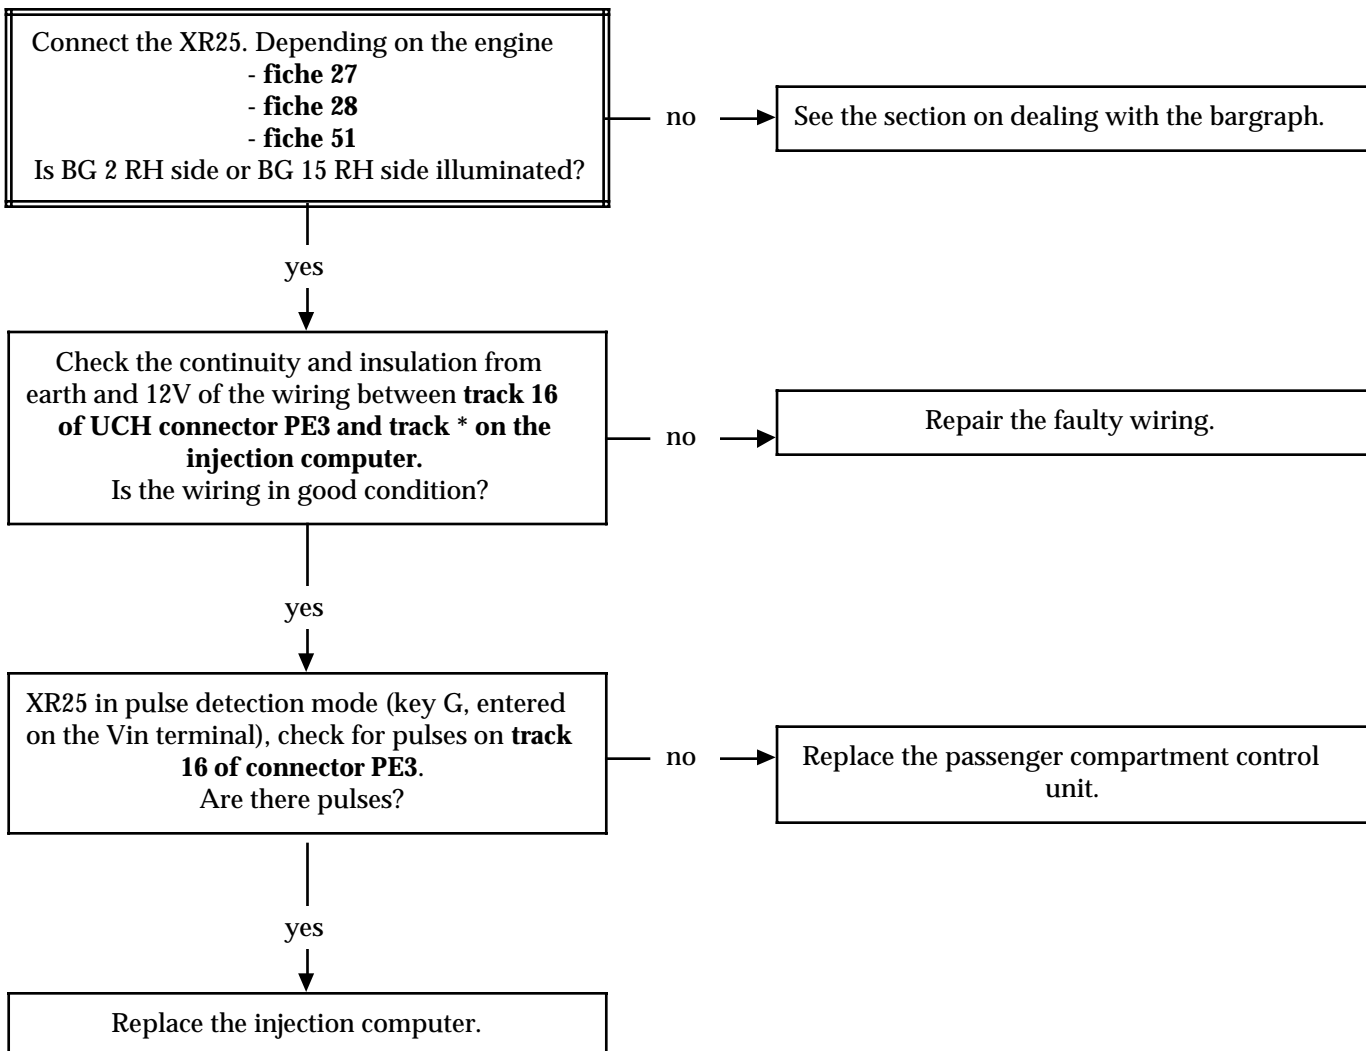 Connect the XR25. Depending on the engine
- fiche 27
- fiche 28
- fiche 51
Is BG 2 RH side or BG 15 RH side illuminated?
no
See the section on dealing with the bargraph.
yes
Check the continuity and insulation from
earth and 12V of the wiring between track 16
of UCH connector PE3 and track * on the
injection computer.
Is the wiring in good condition?
no
Repair the faulty wiring.
yes
XR25 in pulse detection mode (key G, entered
on the Vin terminal), check for pulses on track
16 of connector PE3.
Are there pulses?
no
Replace the passenger compartment control
unit.
yes
Replace the injection computer.